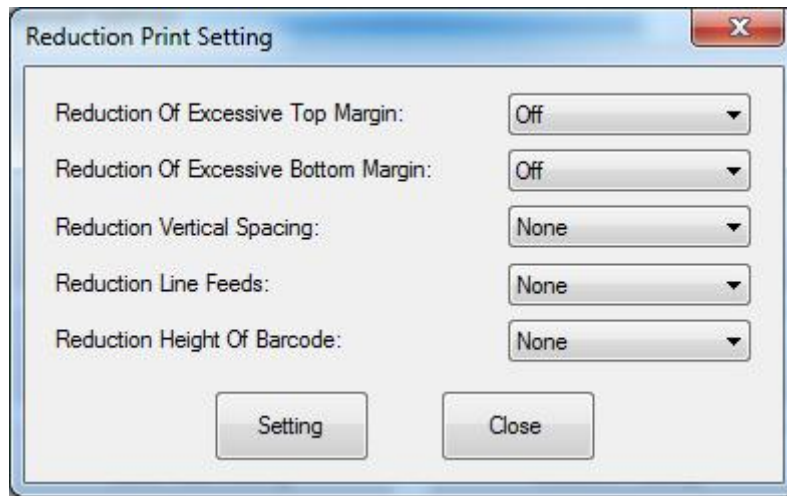 Reduction Print Setting
Reduction Of Excessive Top Margin: Off
Reduction Of Excessive Bottom Margin: Off
Reduction Vertical Spacing: None
Reduction Line Feeds: None
Reduction Height Of Barcode: None
Setting Close